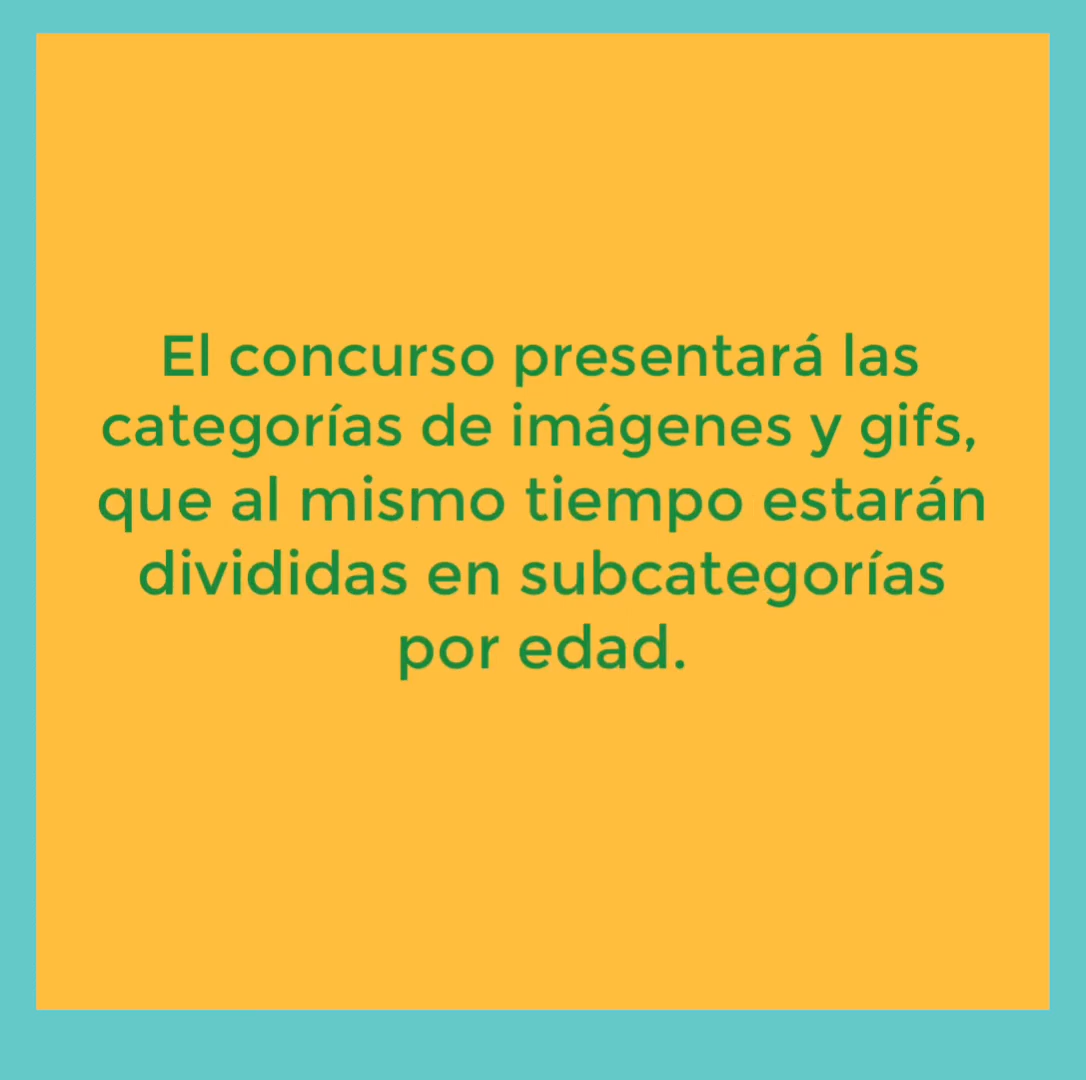 El concurso presentará las
categorías de imágenes y gifs,
que al mismo tiempo estarán
divididas en subcategorías
por edad.